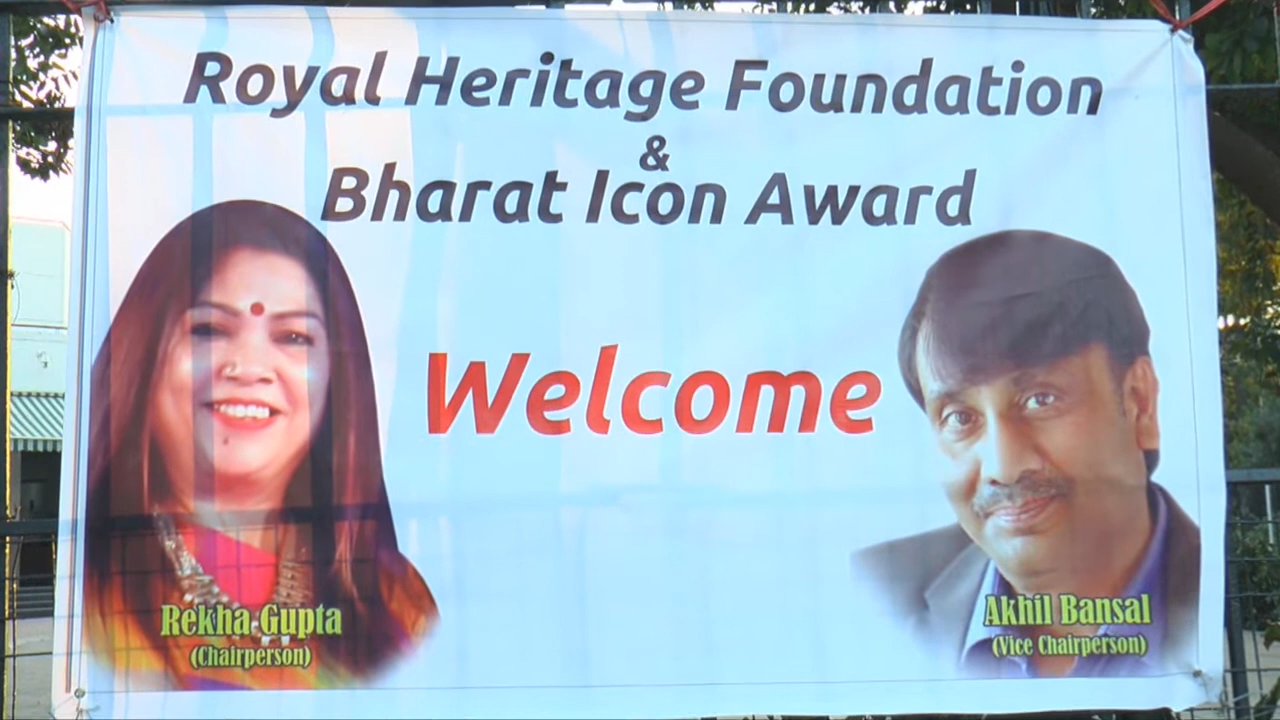 Royal Heritage Foundation
&
Bharat Icon Award
Welcome
Rekha Gupta
(Chairperson)
Akhil Bansal
(Vice Chairperson)